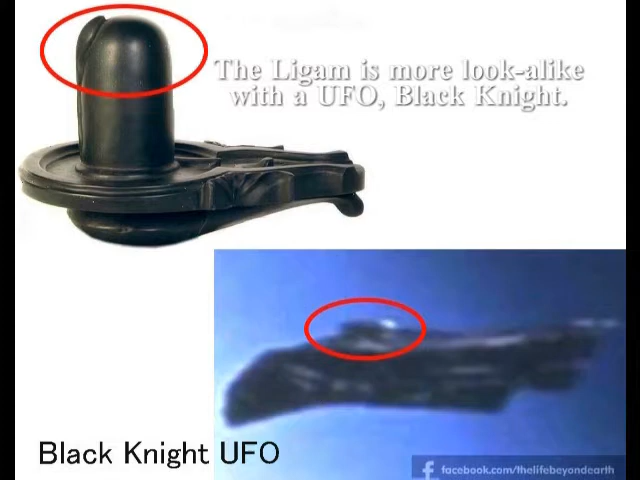 The Ligam is more look-alike
with a UFO, Black Knight.
Black Knight UFO
facebook.com/thelifebeyondearth